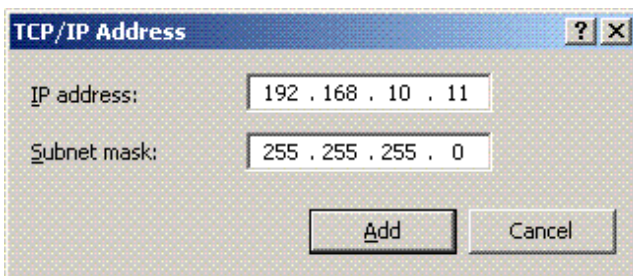 TCP/IP Address
IP address: 192 . 168 . 10 . 11
Subnet mask: 255 . 255 . 255 . 0
Add Cancel